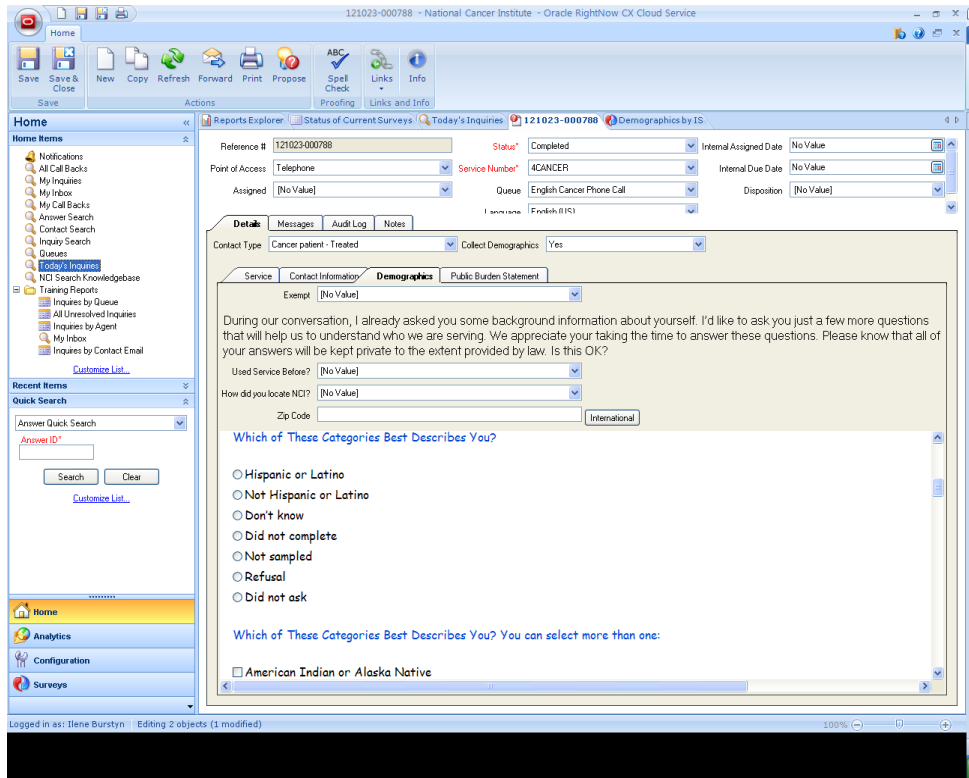 121023-000788 - National Cancer Institute - Oracle RightNow CX Cloud Service
Home
Save
Save & Close
New
Copy
Refresh
Forward
Print
Propose
ABC
Spell Check
Links
Info
Save
Actions
Proofing
Links and Info
Home
Home Items
Notifications
All Call Backs
My Inquiries
My Inbox
My Call Backs
Answer Search
Contact Search
Inquiry Search
Queues
Today's Inquiries
NCI Search Knowledgebase
Training Reports
Inquires by Queue
All Unresolved Inquiries
Inquiries by Agent
My Inbox
Inquires by Contact Email
Customize List...
Recent Items
Quick Search
Answer Quick Search
Answer ID*
Search Clear
Customize List...
Home
Analytics
Configuration
Surveys
Reports Explorer Status of Current Surveys Today's Inquiries 121023-000788 Demographics by IS
Reference # 121023-000788 Status* Completed Internal Assigned Date No Value
Point of Access Telephone Service Number* 4CANCER Internal Due Date No Value
Assigned [No Value] Queue English Cancer Phone Call Disposition [No Value]
Language English (US)
Details Messages Audit Log Notes
Contact Type Cancer patient - Treated Collect Demographics Yes
Service Contact Information Demographics Public Burden Statement
Exempt [No Value]
During our conversation, I already asked you some background information about yourself. I'd like to ask you just a few more questions
that will help us to understand who we are serving. We appreciate your taking the time to answer these questions. Please know that all of
your answers will be kept private to the extent provided by law. Is this OK?
Used Service Before? [No Value]
How did you locate NCI? [No Value]
Zip Code International
Which of These Categories Best Describes You?
Hispanic or Latino
Not Hispanic or Latino
Don't know
Did not complete
Not sampled
Refusal
Did not ask
Which of These Categories Best Describes You? You can select more than one:
American Indian or Alaska Native
Logged in as: Ilene Burstyn Editing 2 objects (1 modified) 100%